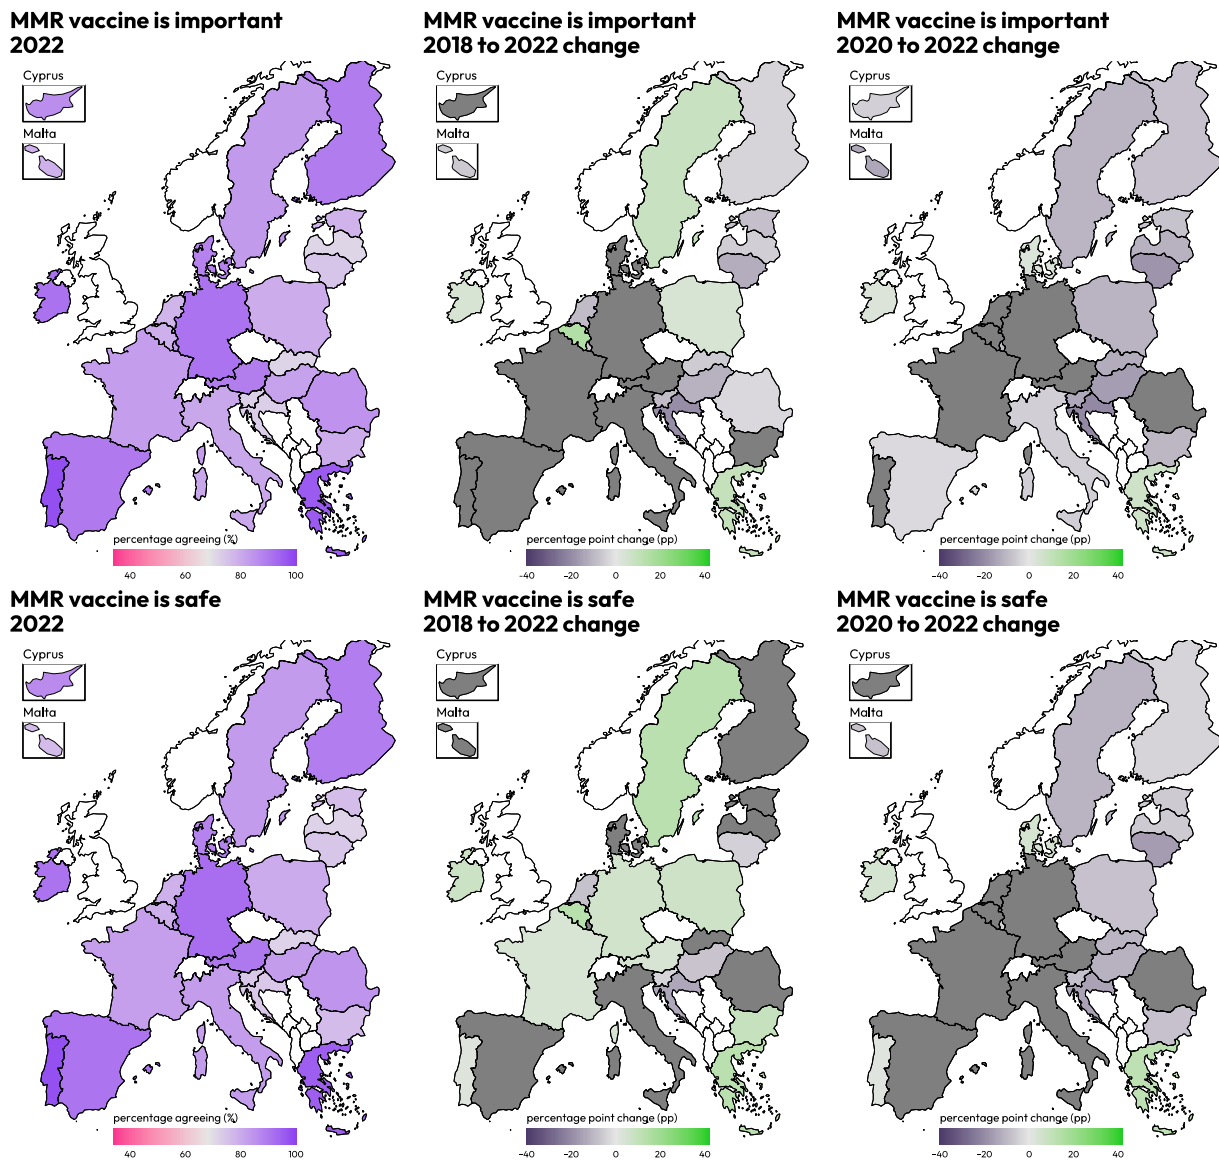 MMR vaccine is important
2022
Cyprus
Malta
percentage agreeing (%)
40 60 80 100
MMR vaccine is important
2018 to 2022 change
Cyprus
Malta
percentage point change (pp)
−40 −20 0 20 40
MMR vaccine is important
2020 to 2022 change
Cyprus
Malta
percentage point change (pp)
−40 −20 0 20 40
MMR vaccine is safe
2022
Cyprus
Malta
percentage agreeing (%)
40 60 80 100
MMR vaccine is safe
2018 to 2022 change
Cyprus
Malta
percentage point change (pp)
−40 −20 0 20 40
MMR vaccine is safe
2020 to 2022 change
Cyprus
Malta
percentage point change (pp)
−40 −20 0 20 40